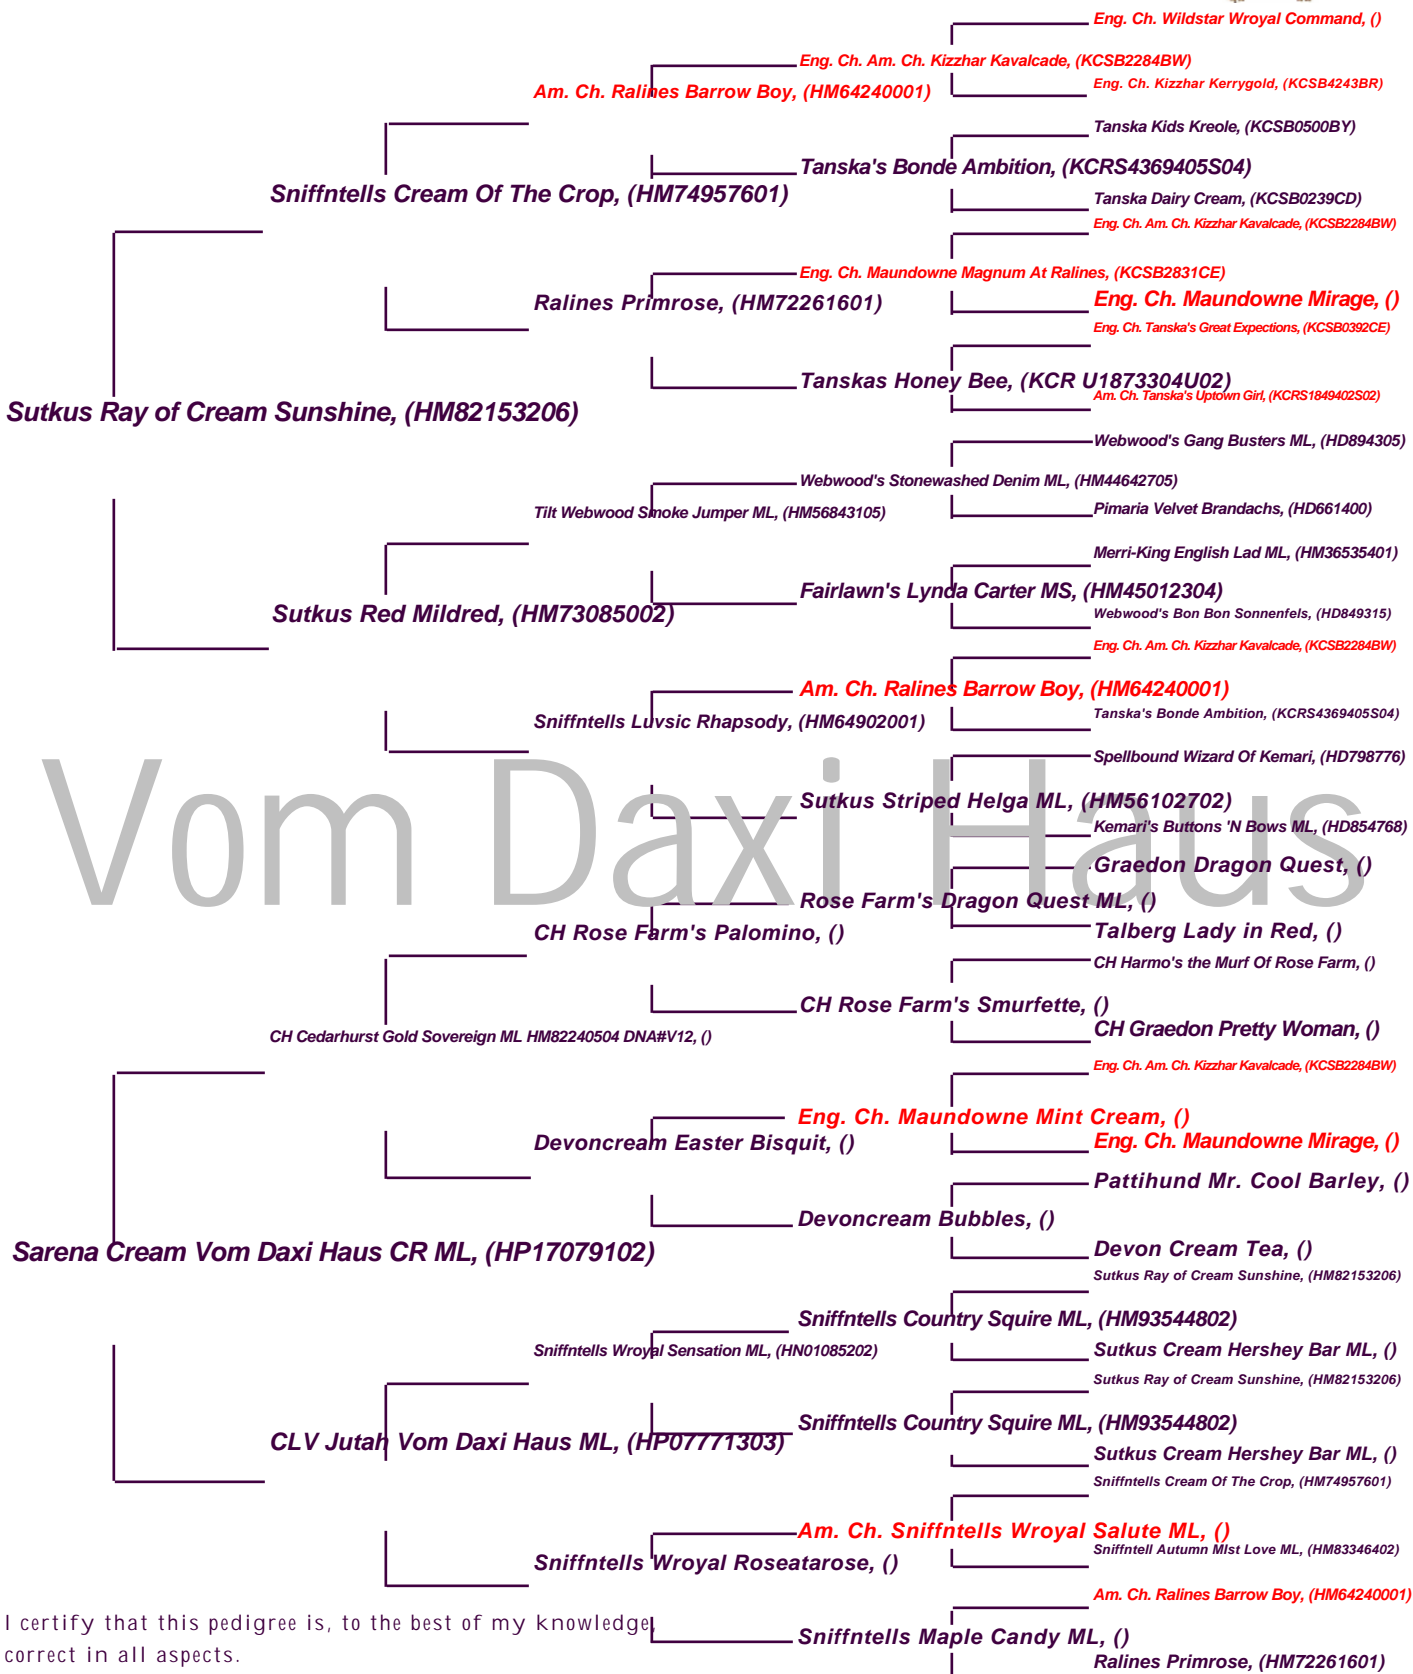 Eng. Ch. Wildstar Wroyal Command, ()
Eng. Ch. Am. Ch. Kizzhar Kavalcade, (KCSB2284BW)
Eng. Ch. Kizzhar Kerrygold, (KCSB4243BR)
Am. Ch. Ralines Barrow Boy, (HM64240001)
Tanska Kids Kreole, (KCSB0500BY)
Tanska's Bonde Ambition, (KCRS4369405S04)
Sniffntells Cream Of The Crop, (HM74957601)
Tanska Dairy Cream, (KCSB0239CD)
Eng. Ch. Am. Ch. Kizzhar Kavalcade, (KCSB2284BW)
Eng. Ch. Maundowne Magnum At Ralines, (KCSB2831CE)
Ralines Primrose, (HM72261601)
Eng. Ch. Maundowne Mirage, ()
Eng. Ch. Tanska's Great Expections, (KCSB0392CE)
Tanskas Honey Bee, (KCR U1873304U02)
Am. Ch. Tanska's Uptown Girl, (KCRS1849402S02)
Sutkus Ray of Cream Sunshine, (HM82153206)
Webwood's Gang Busters ML, (HD894305)
Webwood's Stonewashed Denim ML, (HM44642705)
Tilt Webwood Smoke Jumper ML, (HM56843105)
Pimaria Velvet Brandachs, (HD661400)
Merri-King English Lad ML, (HM36535401)
Fairlawn's Lynda Carter MS, (HM45012304)
Sutkus Red Mildred, (HM73085002)
Webwood's Bon Bon Sonnenfels, (HD849315)
Eng. Ch. Am. Ch. Kizzhar Kavalcade, (KCSB2284BW)
Am. Ch. Ralines Barrow Boy, (HM64240001)
Sniffntells Luvsic Rhapsody, (HM64902001)
Tanska's Bonde Ambition, (KCRS4369405S04)
Spellbound Wizard Of Kemari, (HD798776)
Sutkus Striped Helga ML, (HM56102702)
Kemari's Buttons 'N Bows ML, (HD854768)
Vom Daxi Haus
Graedon Dragon Quest, ()
Rose Farm's Dragon Quest ML, ()
CH Rose Farm's Palomino, ()
Talberg Lady in Red, ()
CH Harmo's the Murf Of Rose Farm, ()
CH Rose Farm's Smurfette, ()
CH Graedon Pretty Woman, ()
CH Cedarhurst Gold Sovereign ML HM82240504 DNA#V12, ()
Eng. Ch. Am. Ch. Kizzhar Kavalcade, (KCSB2284BW)
Eng. Ch. Maundowne Mint Cream, ()
Devoncream Easter Bisquit, ()
Eng. Ch. Maundowne Mirage, ()
Pattihund Mr. Cool Barley, ()
Devoncream Bubbles, ()
Devon Cream Tea, ()
Sarena Cream Vom Daxi Haus CR ML, (HP17079102)
Sutkus Ray of Cream Sunshine, (HM82153206)
Sniffntells Country Squire ML, (HM93544802)
Sniffntells Wroyal Sensation ML, (HN01085202)
Sutkus Cream Hershey Bar ML, ()
Sutkus Ray of Cream Sunshine, (HM82153206)
Sniffntells Country Squire ML, (HM93544802)
CLV Jutah Vom Daxi Haus ML, (HP07771303)
Sutkus Cream Hershey Bar ML, ()
Sniffntells Cream Of The Crop, (HM74957601)
Am. Ch. Sniffntells Wroyal Salute ML, ()
Sniffntell Autumn MIst Love ML, (HM83346402)
Sniffntells Wroyal Roseatarose, ()
Am. Ch. Ralines Barrow Boy, (HM64240001)
Sniffntells Maple Candy ML, ()
Ralines Primrose, (HM72261601)
I certify that this pedigree is, to the best of my knowledge,
correct in all aspects.